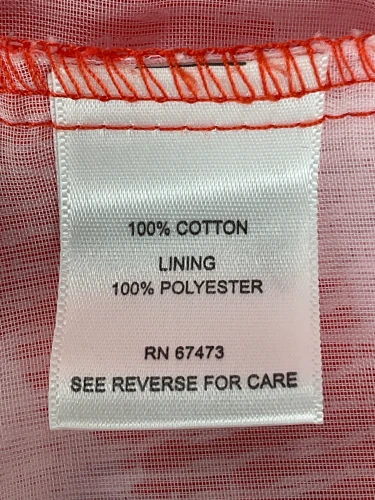 100% COTTON
LINING
100% POLYESTER
RN 67473
SEE REVERSE FOR CARE